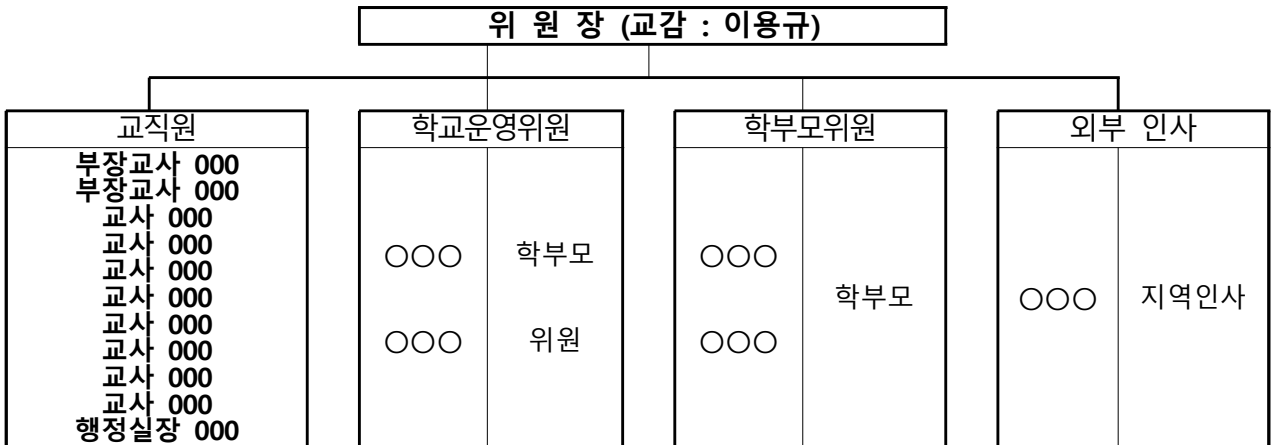 위 원 장 (교감 : 이용규)
교직원
부장교사 000
부장교사 000
교사 000
교사 000
교사 000
교사 000
교사 000
교사 000
교사 000
교사 000
행정실장 000
학교운영위원
○○○ 학부모
○○○ 위원
학부모위원
○○○
학부모
○○○
외부 인사
○○○ 지역인사